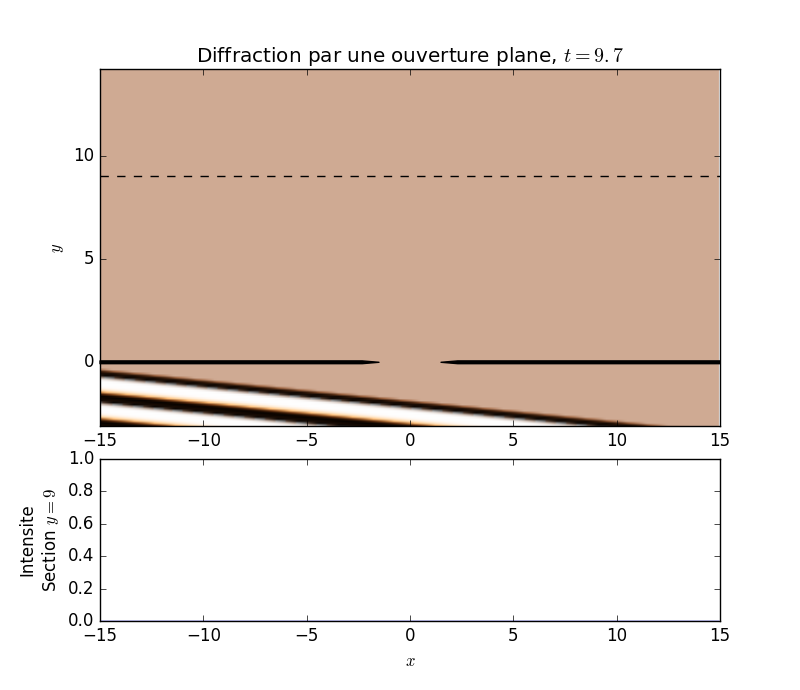 Diffraction par une ouverture plane, t = 9.7
10
5
0
y
−15 −10 −5 0 5 10 15
1.0
0.8
0.6
0.4
0.2
0.0
Intensite
Section y = 9
−15 −10 −5 0 5 10 15
x